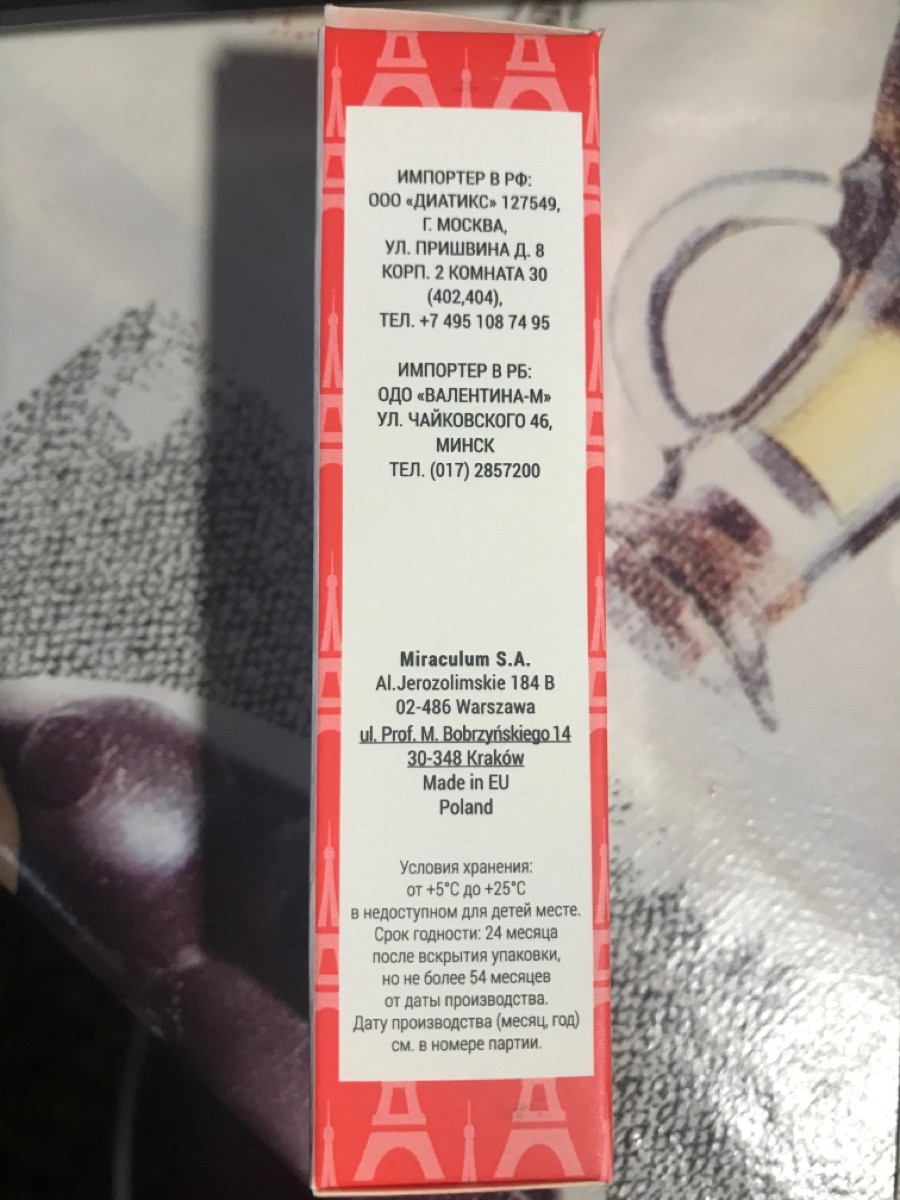 ИМПОРТЕР В РФ:
ООО «ДИАТИКС» 127549,
Г. МОСКВА,
УЛ. ПРИШВИНА Д. 8
КОРП. 2 КОМНАТА 30
(402,404),
ТЕЛ. +7 495 108 74 95
ИМПОРТЕР В РБ:
ОДО «ВАЛЕНТИНА-М»
УЛ. ЧАЙКОВСКОГО 46,
МИНСК
ТЕЛ. (017) 2857200
Miraculum S.A.
Al.Jerozolimskie 184 B
02-486 Warszawa
ul. Prof. M. Bobrzyńskiego 14
30-348 Kraków
Made in EU
Poland
Условия хранения:
от +5°C до +25°C
в недоступном для детей месте.
Срок годности: 24 месяца
после вскрытия упаковки,
но не более 54 месяцев
от даты производства.
Дату производства (месяц, год)
см. в номере партии.